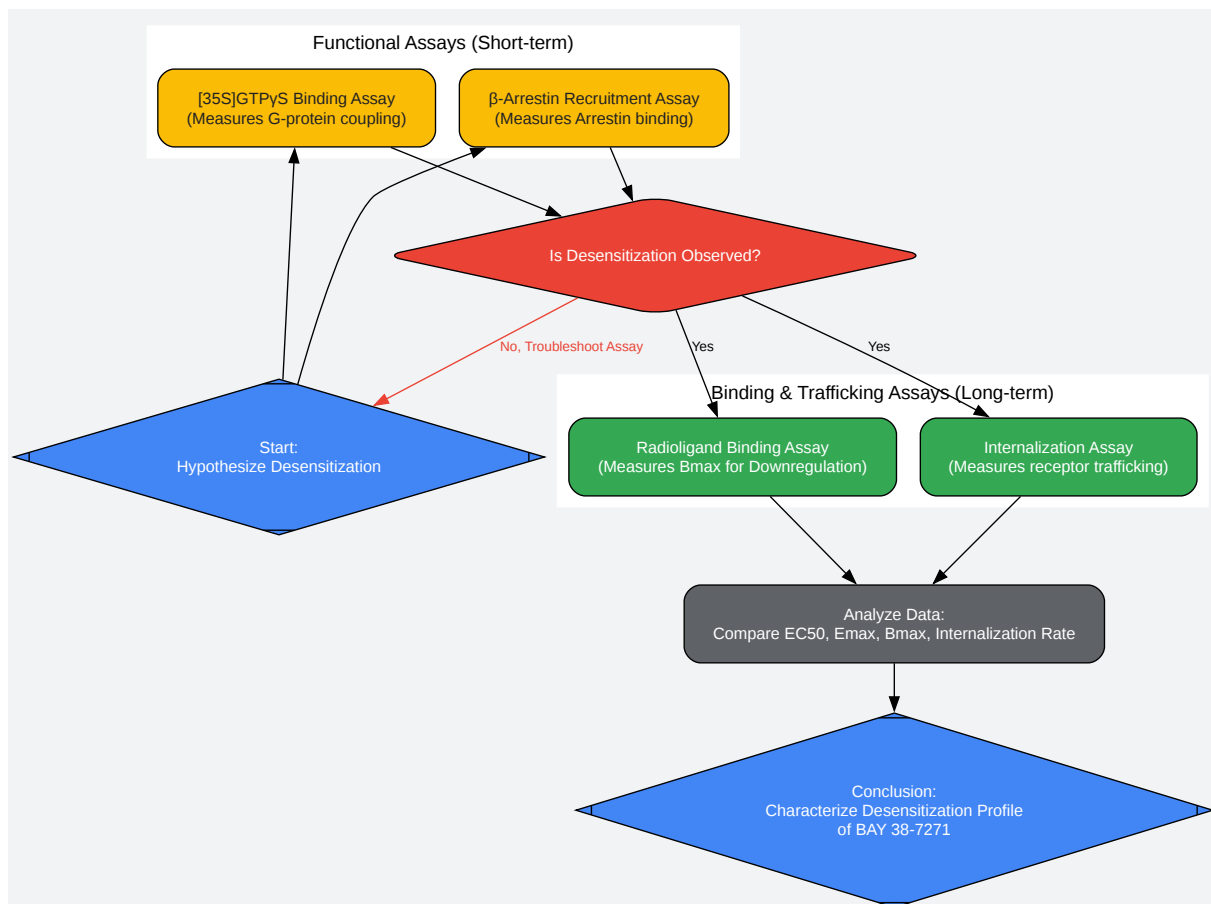 Functional Assays (Short-term)
[35S]GTPγS Binding Assay
(Measures G-protein coupling)
β-Arrestin Recruitment Assay
(Measures Arrestin binding)
Is Desensitization Observed?
No, Troubleshoot Assay
Yes
Yes
Start:
Hypothesize Desensitization
Binding & Trafficking Assays (Long-term)
Radioligand Binding Assay
(Measures Bmax for Downregulation)
Internalization Assay
(Measures receptor trafficking)
Analyze Data:
Compare EC50, Emax, Bmax, Internalization Rate
Conclusion:
Characterize Desensitization Profile
of BAY 38-7271